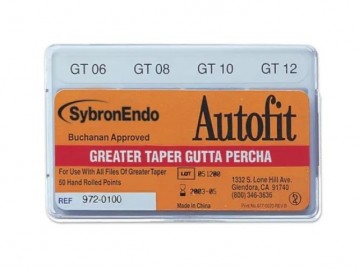 GT 06 GT 08 GT 10 GT 12
SybronEndo
Autofit
Buchanan Approved
GREATER TAPER GUTTA PERCHA
For Use With All Files Of Greater Taper
50 Hand Rolled Points
REF 972-0100
LOT 051200
2003-05
Made in China
1332 S. Lone Hill Ave.
Glendora, CA 91740
(800) 346-3636